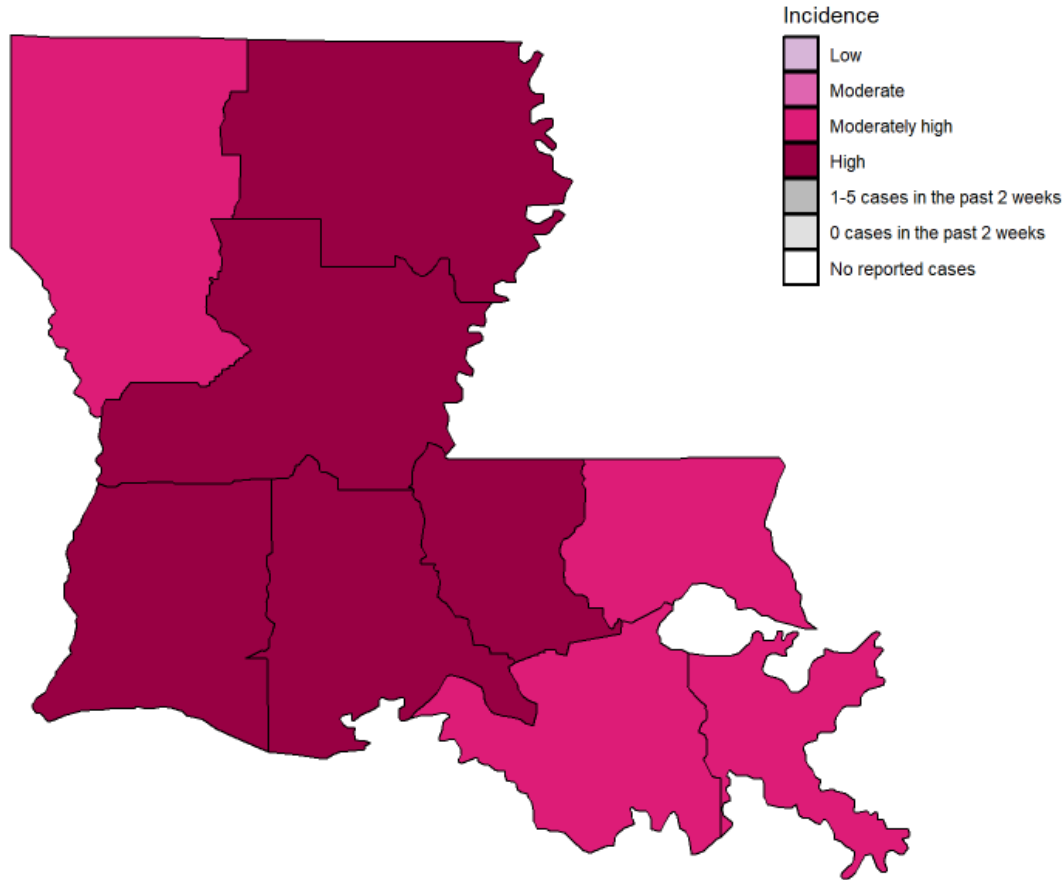 Incidence
Low
Moderate
Moderately high
High
1-5 cases in the past 2 weeks
0 cases in the past 2 weeks
No reported cases